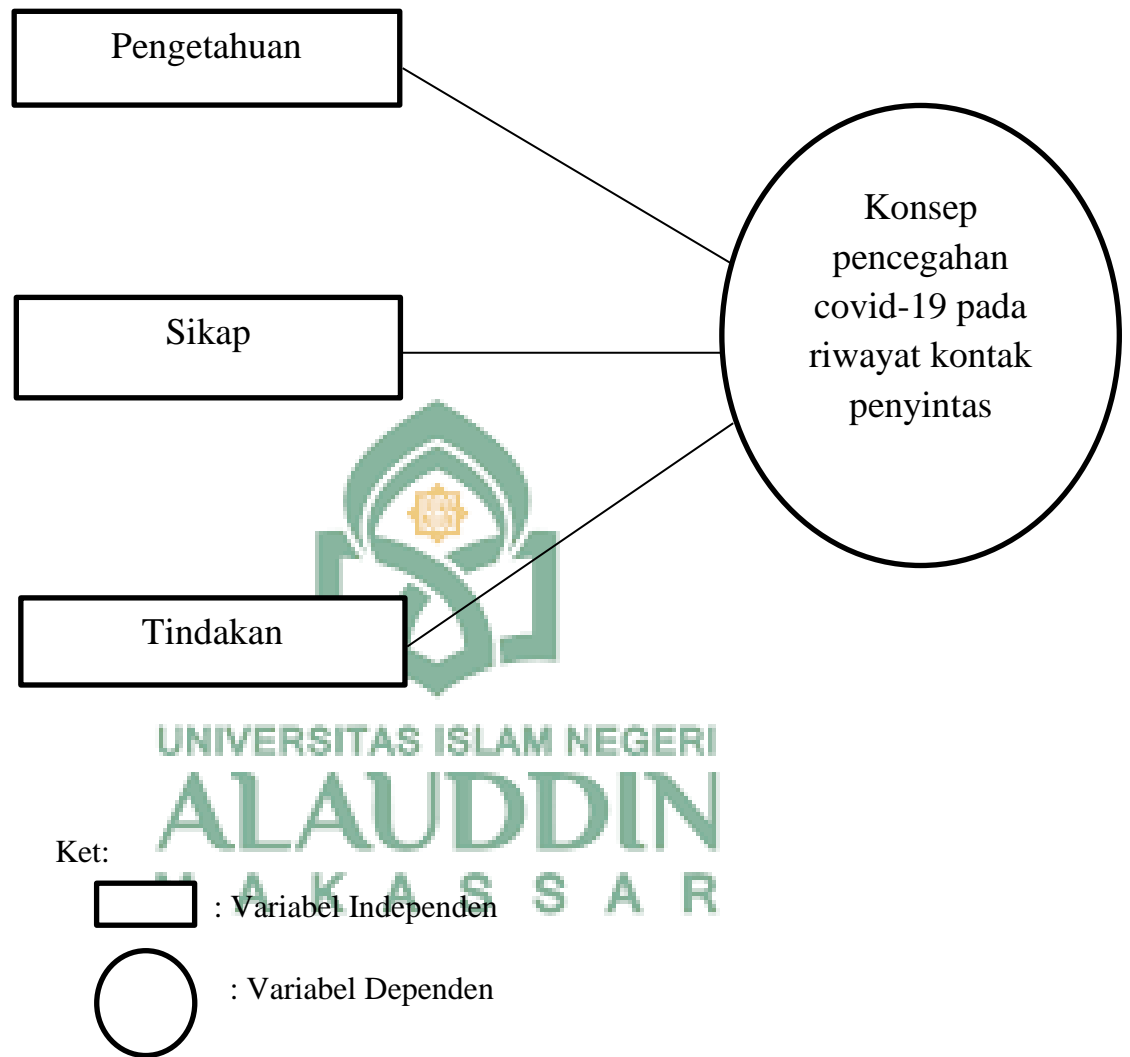 Pengetahuan
Konsep
pencegahan
covid-19 pada
riwayat kontak
penyintas
Sikap
Tindakan
UNIVERSITAS ISLAM NEGERI
ALAUDDIN
MAKASSAR
Ket:
: Variabel Independen
: Variabel Dependen